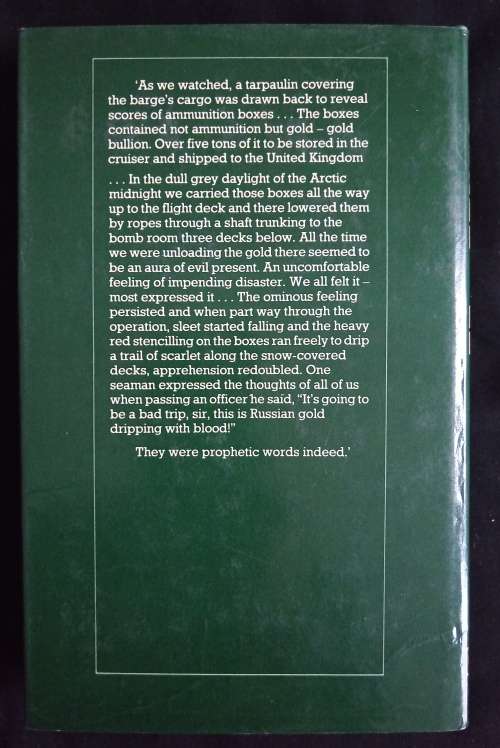 ‘As we watched, a tarpaulin covering
the barge's cargo was drawn back to reveal
scores of ammunition boxes . . . The boxes
contained not ammunition but gold – gold
bullion. Over five tons of it to be stored in the
cruiser and shipped to the United Kingdom
. . . In the dull grey daylight of the Arctic
midnight we carried those boxes all the way
up to the flight deck and there lowered them
by ropes through a shaft trunking to the
bomb room three decks below. All the time
we were unloading the gold there seemed to
be an aura of evil present. An uncomfortable
feeling of impending disaster. We all felt it –
most expressed it . . . The ominous feeling
persisted and when part way through the
operation, sleet started falling and the heavy
red stencilling on the boxes ran freely to drip
a trail of scarlet along the snow-covered
decks, apprehension redoubled. One
seaman expressed the thoughts of all of us
when passing an officer he said, “It's going to
be a bad trip, sir, this is Russian gold
dripping with blood!”
They were prophetic words indeed.’